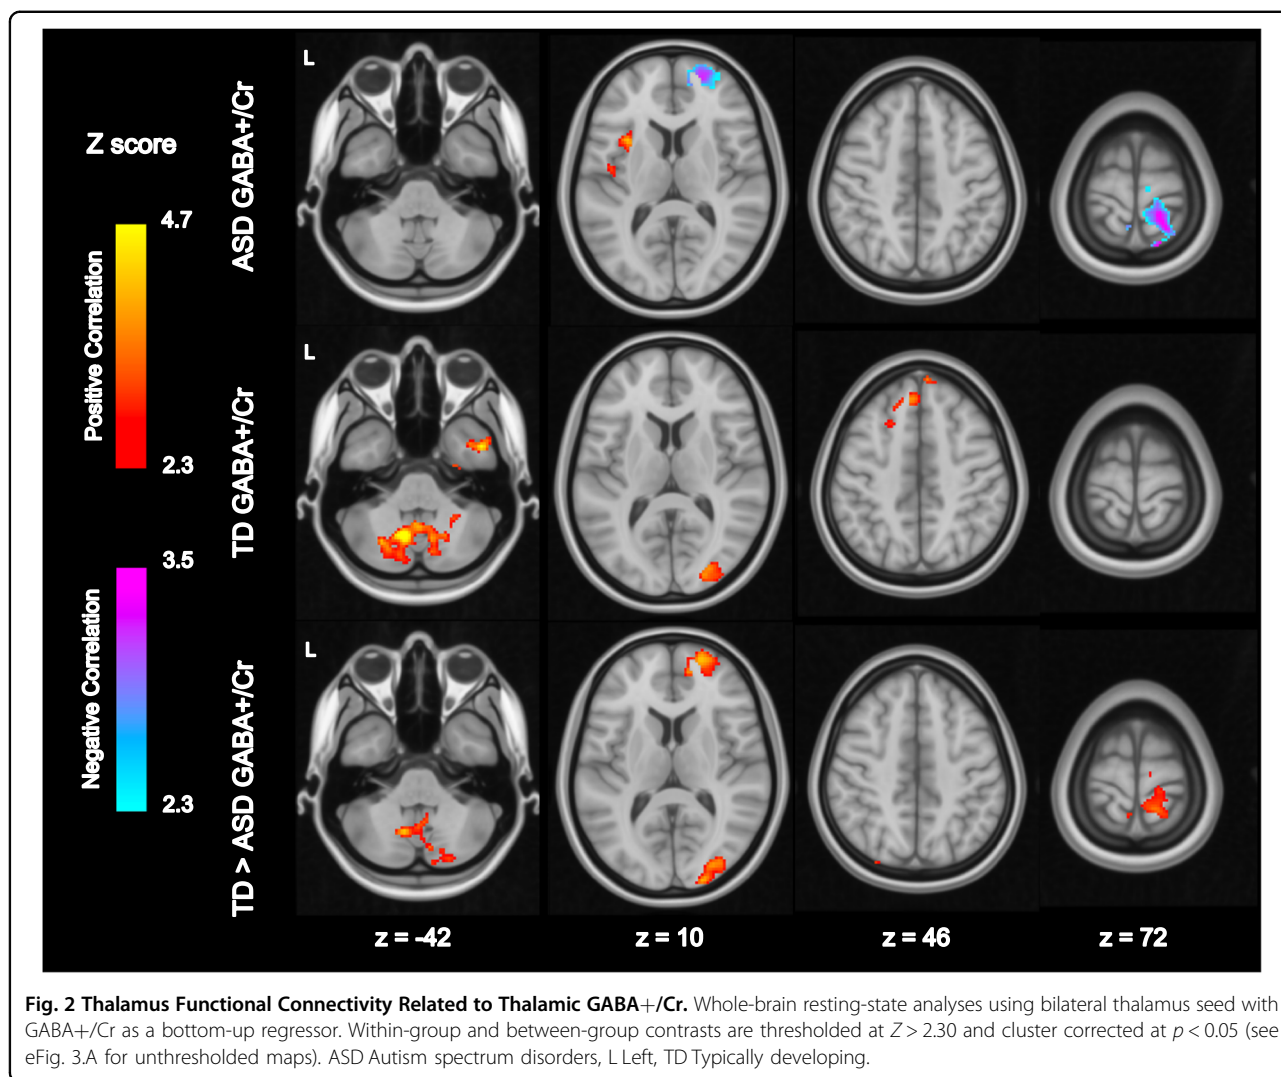 Z score
4.7
Positive Correlation
2.3
3.5
Negative Correlation
2.3
ASD GABA+/Cr
L
TD GABA+/Cr
L
TD > ASD GABA+/Cr
L
z = -42
z = 10
z = 46
z = 72
Fig. 2 Thalamus Functional Connectivity Related to Thalamic GABA+/Cr. Whole-brain resting-state analyses using bilateral thalamus seed with
GABA+/Cr as a bottom-up regressor. Within-group and between-group contrasts are thresholded at Z > 2.30 and cluster corrected at p < 0.05 (see
eFig. 3.A for unthresholded maps). ASD Autism spectrum disorders, L Left, TD Typically developing.